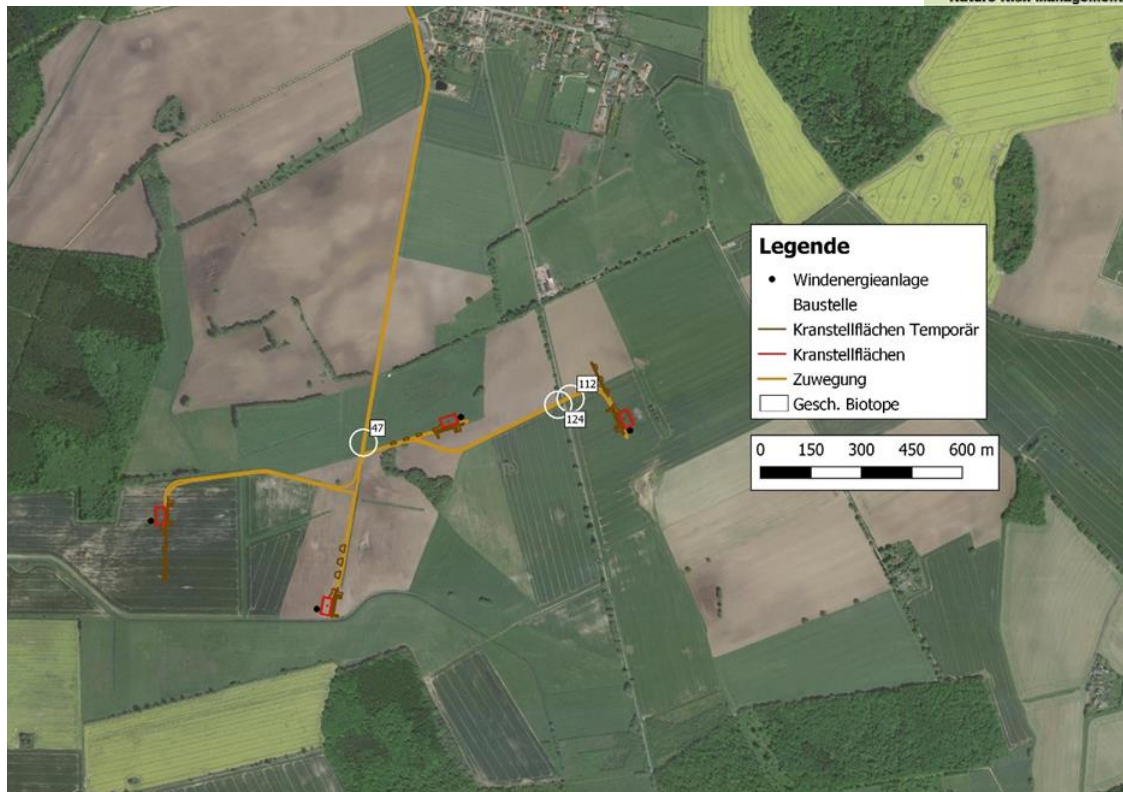 Legende
Windenergieanlage
Baustelle
Kranstellflächen Temporär
Kranstellflächen
Zuwegung
Gesch. Biotope
0 150 300 450 600 m
112
124
47